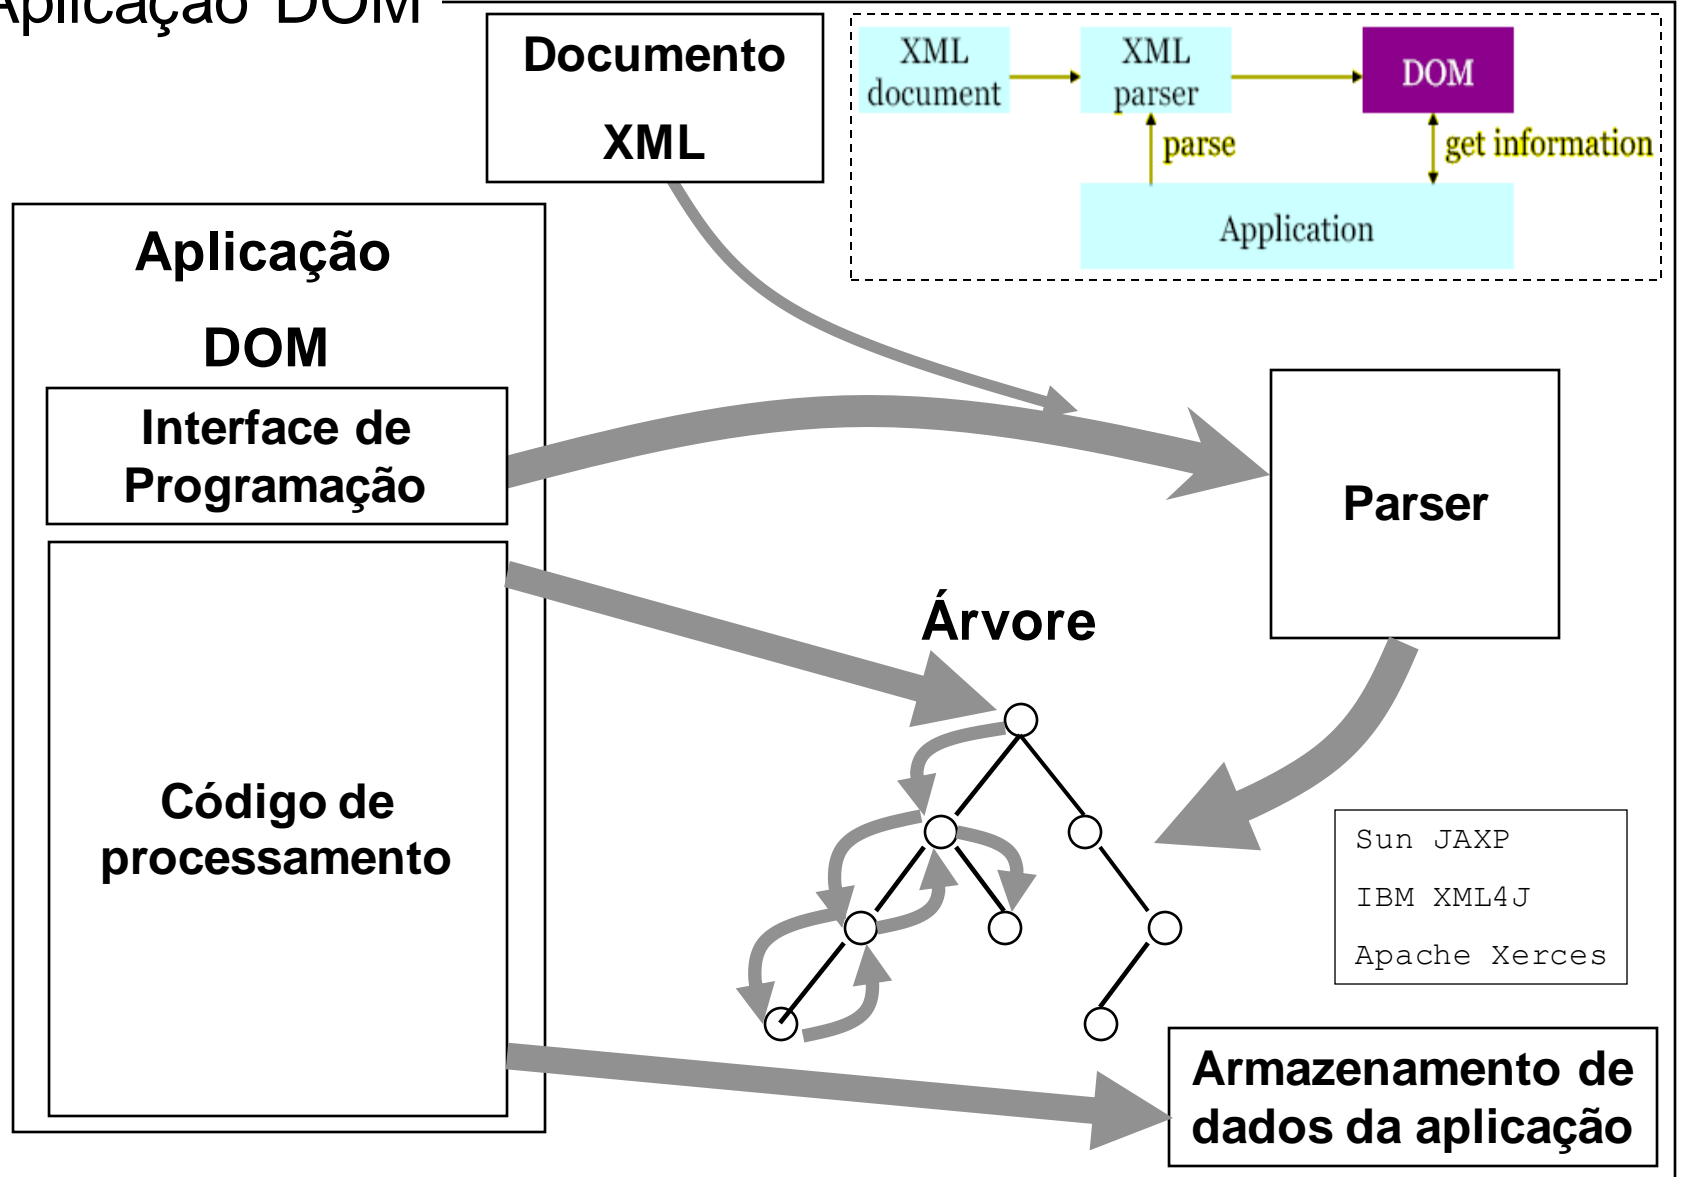 Aplicação DOM
Documento
XML
XML
document
XML
parser
DOM
parse
get information
Application
Aplicação
DOM
Interface de
Programação
Parser
Árvore
Código de
processamento
Sun JAXP
IBM XML4J
Apache Xerces
Armazenamento de
dados da aplicação